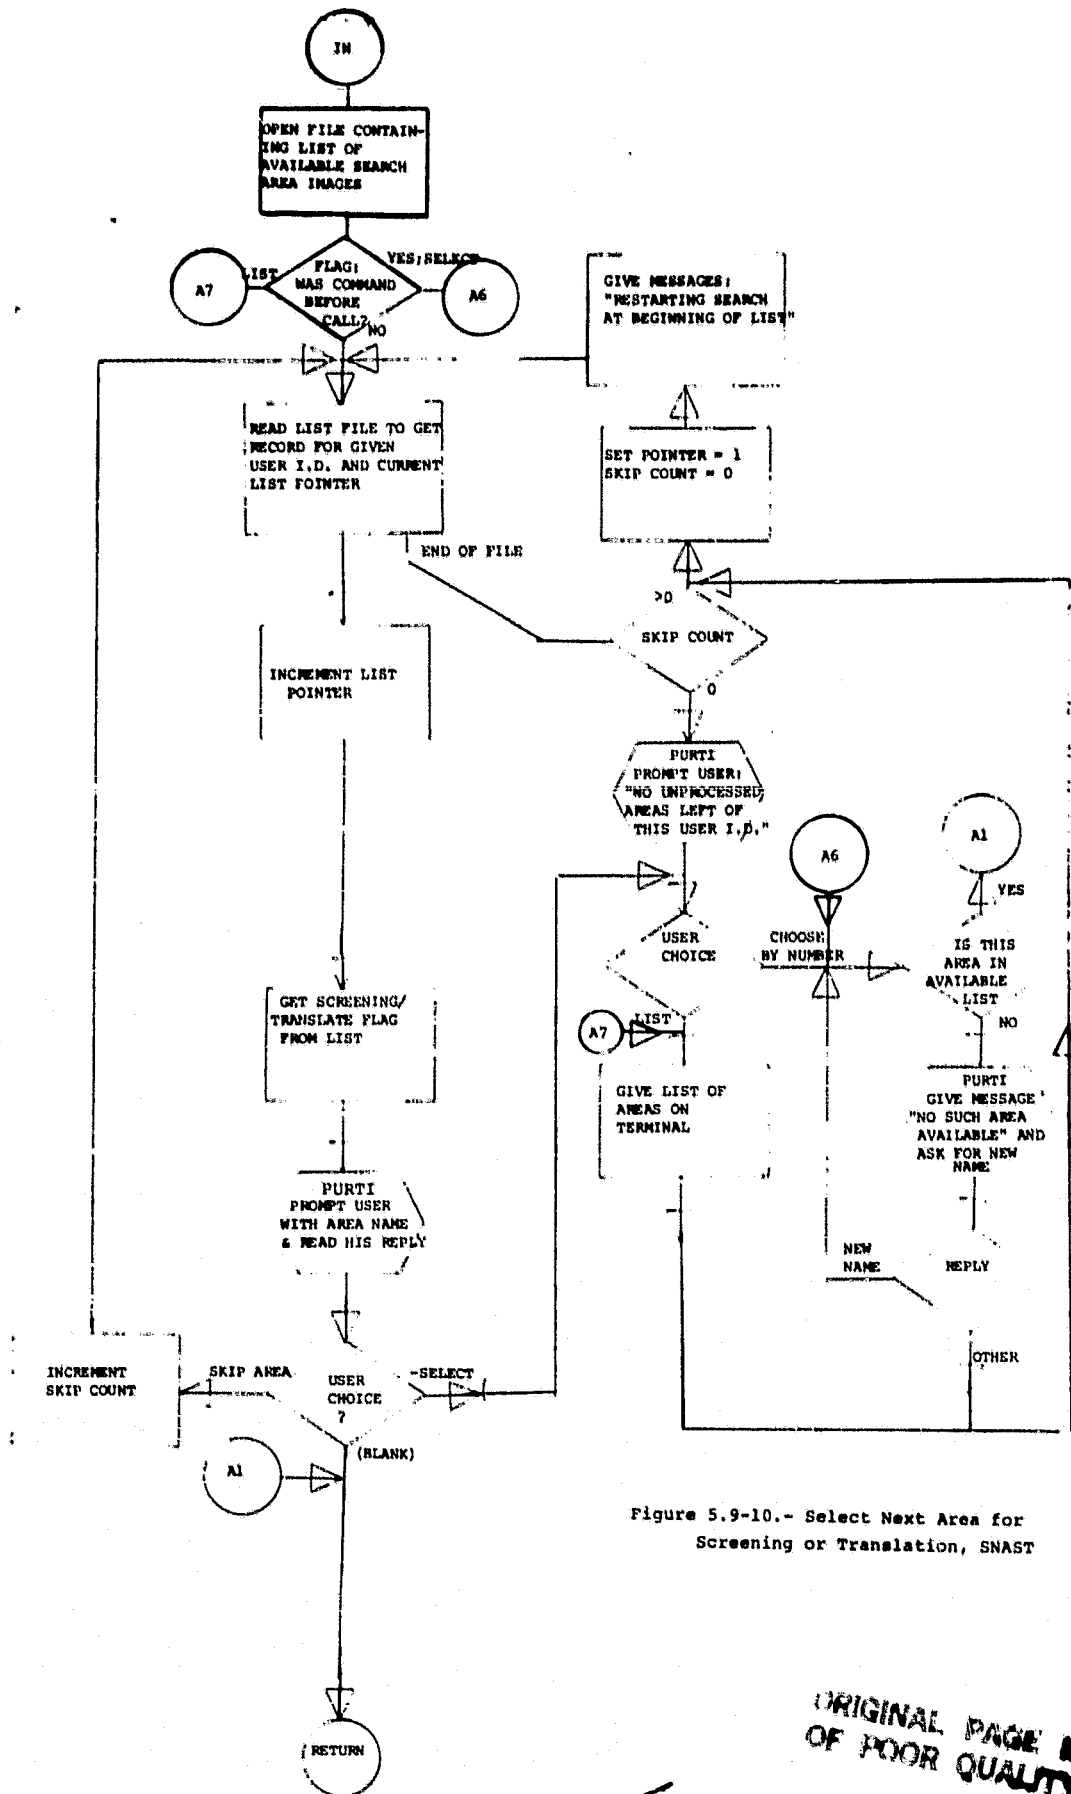 IN
OPEN FILE CONTAIN-
ING LIST OF
AVAILABLE SEARCH
AREA IMAGES
LIST
FLAG:
WAS COMMAND
BEFORE
CALL?
YES; SELECT
A7
A6
NO
GIVE MESSAGES:
"RESTARTING SEARCH
AT BEGINNING OF LIST"
READ LIST FILE TO GET
RECORD FOR GIVEN
USER I.D. AND CURRENT
LIST POINTER
SET POINTER = 1
SKIP COUNT = 0
END OF FILE
>0
SKIP COUNT
0
INCREMENT LIST
POINTER
PURTI
PROMPT USER:
"NO UNPROCESSED
AREAS LEFT OF
THIS USER I.D."
A6
A1
YES
USER
CHOICE
CHOOSE
BY NUMBER
IS THIS
AREA IN
AVAILABLE
LIST
NO
GET SCREENING/
TRANSLATE FLAG
FROM LIST
A7
LIST
GIVE LIST OF
AREAS ON
TERMINAL
PURTI
GIVE MESSAGE
"NO SUCH AREA
AVAILABLE" AND
ASK FOR NEW
NAME
PURTI
PROMPT USER
WITH AREA NAME
& READ HIS REPLY
NEW
NAME
REPLY
OTHER
INCREMENT
SKIP COUNT
SKIP AREA
USER
CHOICE
?
-SELECT
(BLANK)
A1
Figure 5.9-10.- Select Next Area for
Screening or Translation, SNAST
RETURN
ORIGINAL PAGE
OF POOR QUALITY